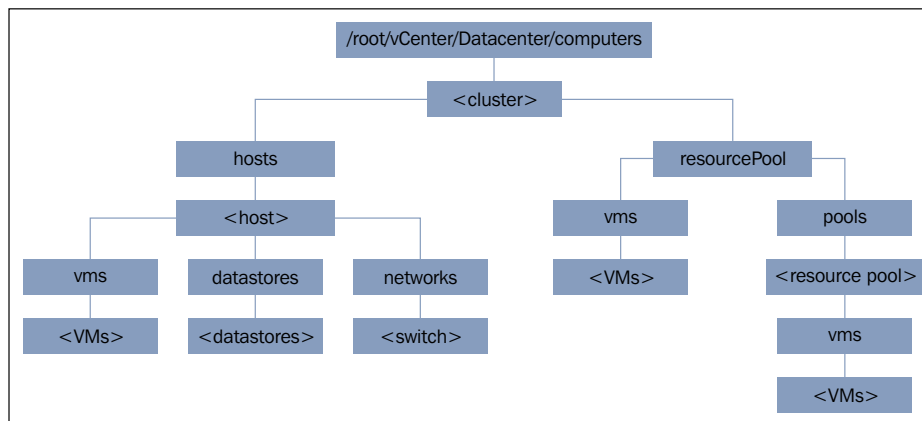 /root/vCenter/Datacenter/computers
<cluster>
hosts
resourcePool
<host>
vms
pools
vms
datastores
networks
<VMs>
<resource pool>
<VMs>
<datastores>
<switch>
vms
<VMs>